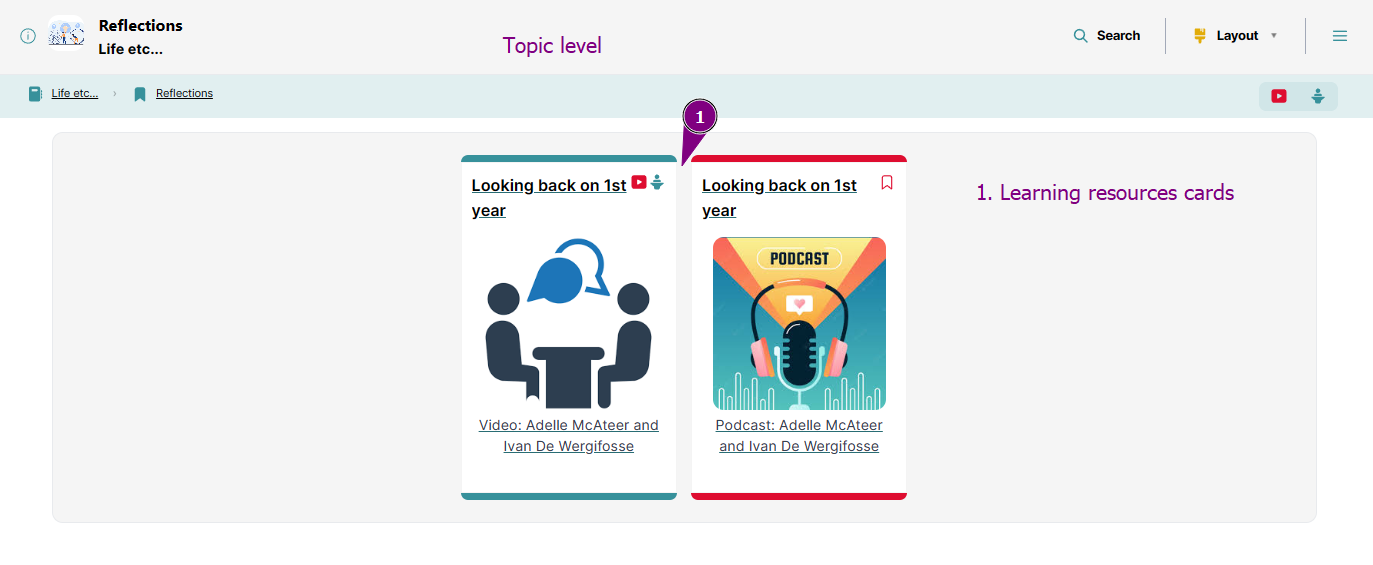 Reflections
Life etc...
Topic level
Search
Layout
Life etc...
Reflections
1
Looking back on 1st
year
Video: Adelle McAteer and
Ivan De Wergifosse
Looking back on 1st
year
PODCAST
Podcast: Adelle McAteer
and Ivan De Wergifosse
1. Learning resources cards